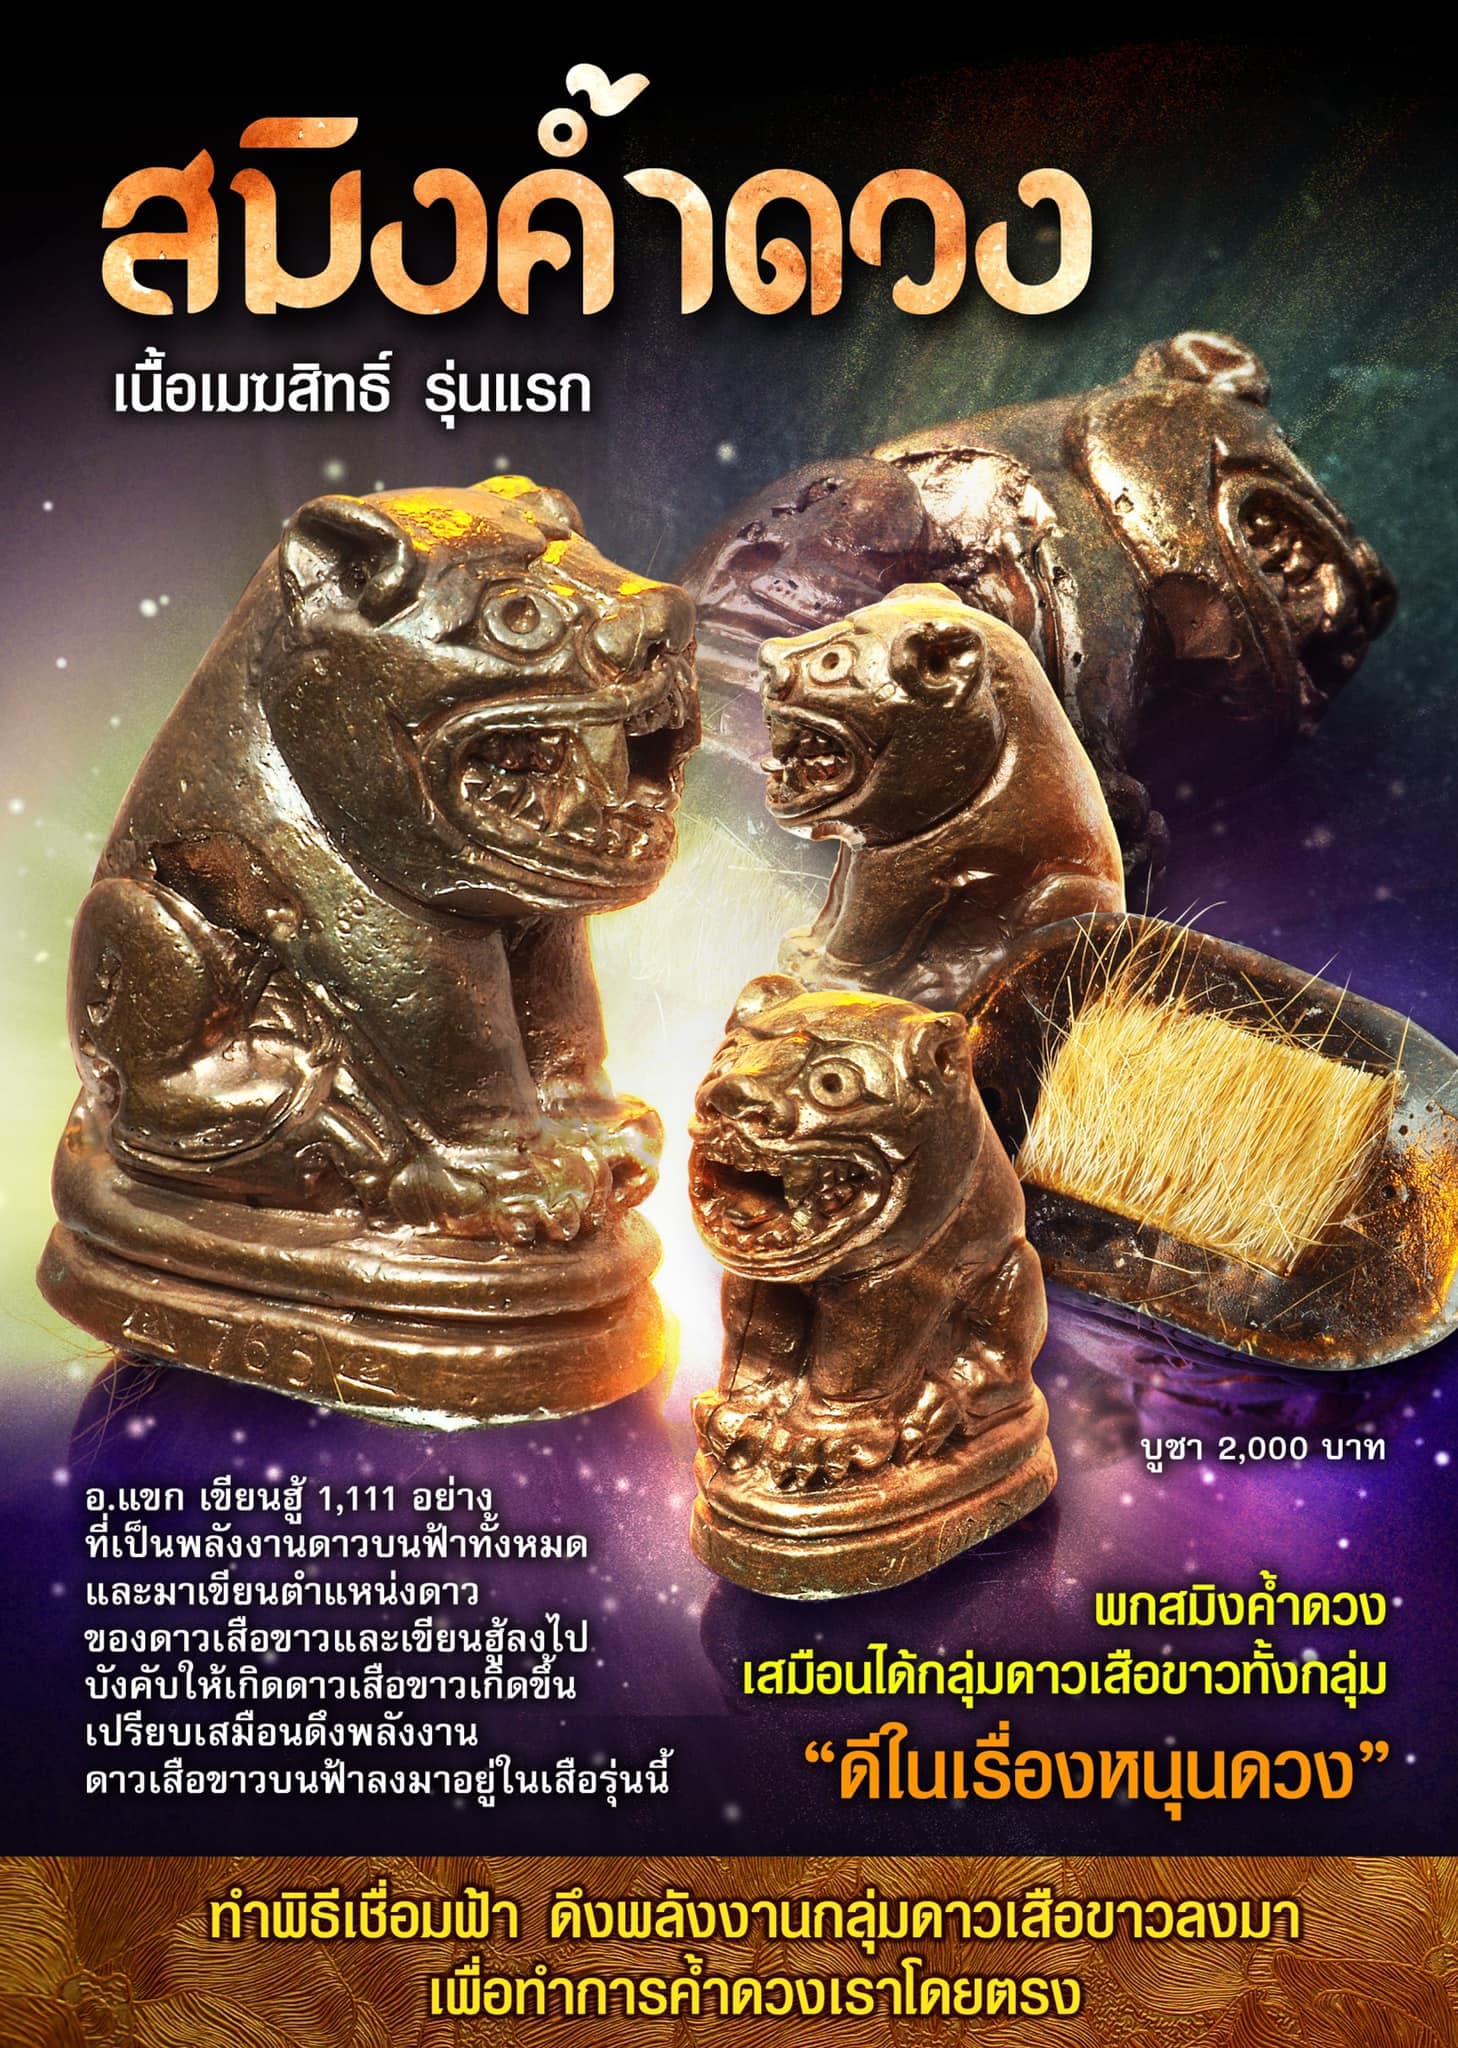 สมิงค้ำดวง
เนื้อเมฆสิทธิ์ รุ่นแรก
765
บูชา 2,000 บาท
อ.แขก เขียนฮู้ 1,111 อย่าง
ที่เป็นพลังงานดาวบนฟ้าทั้งหมด
และมาเขียนตำแหน่งดาว
ของดาวเสือขาวและเขียนฮู้ลงไป
บังคับให้เกิดดาวเสือขาวเกิดขึ้น
เปรียบเสมือนดึงพลังงาน
ดาวเสือขาวบนฟ้าลงมาอยู่ในเสือรุ่นนี้
พกสมิงค้ำดวง
เสมือนได้กลุ่มดาวเสือขาวทั้งกลุ่ม
“ดีในเรื่องหนุนดวง”
ทำพิธีเชื่อมฟ้า ดึงพลังงานกลุ่มดาวเสือขาวลงมา
เพื่อทำการค้ำดวงเราโดยตรง